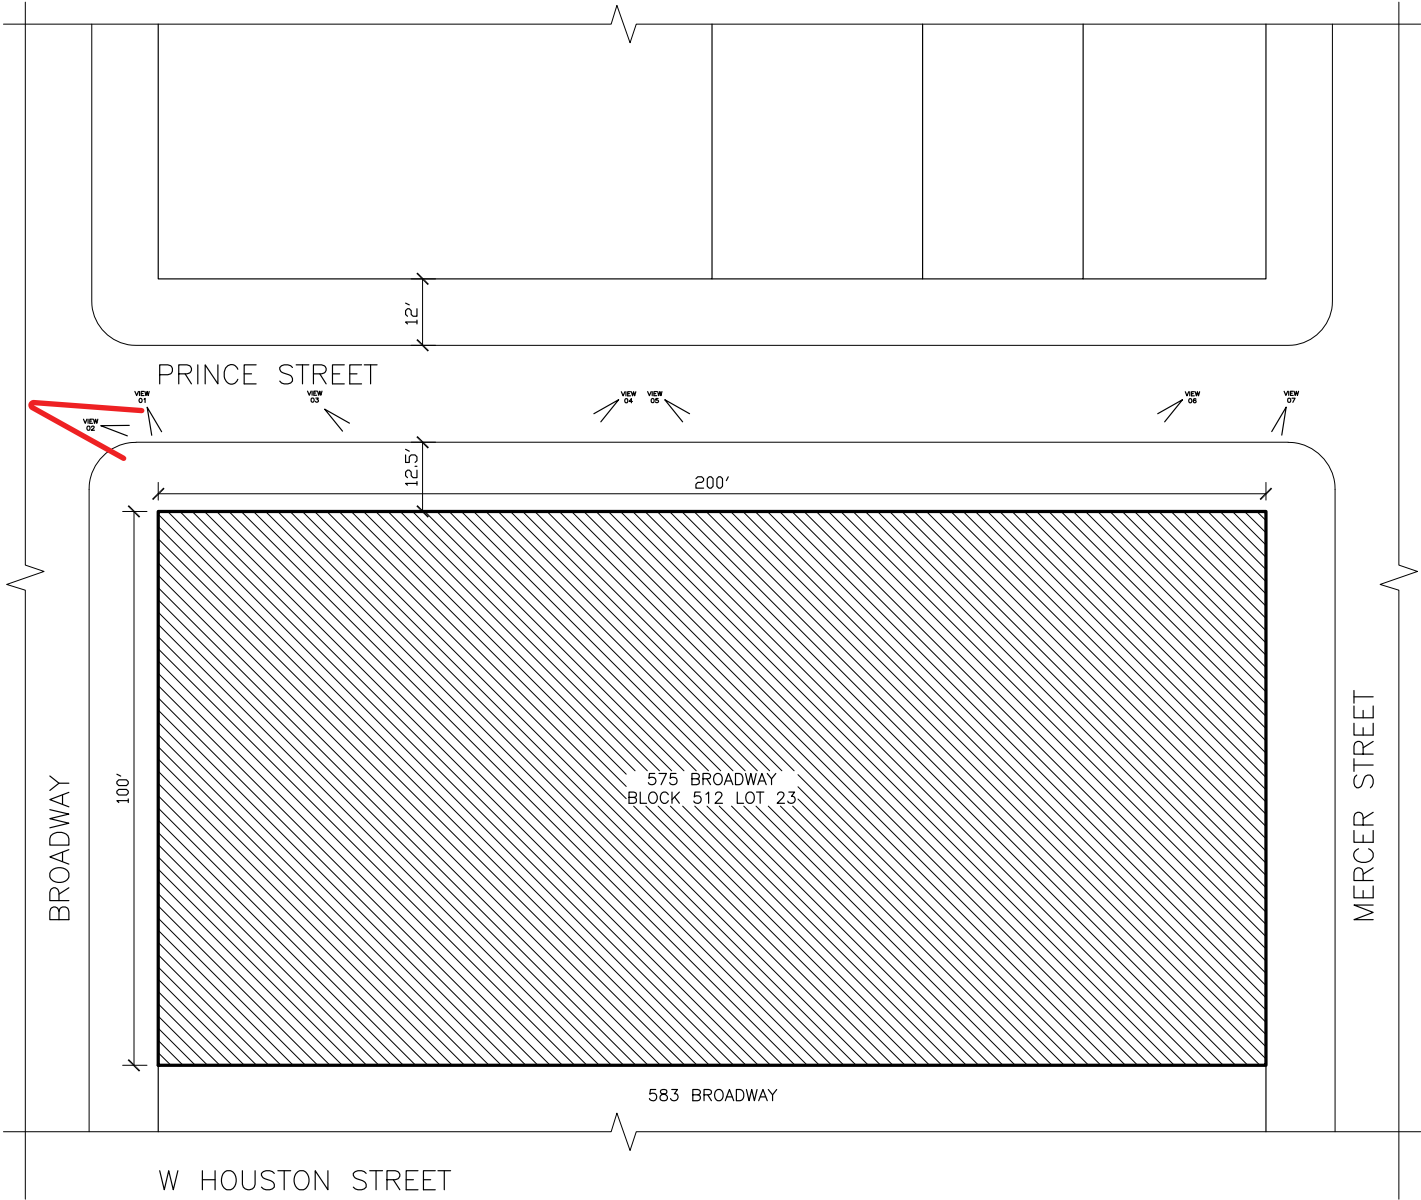 12'
PRINCE STREET
VIEW
01
VIEW
02
VIEW
03
VIEW
04
VIEW
05
VIEW
06
VIEW
07
12.5'
200'
100'
575 BROADWAY
BLOCK 512 LOT 23
BROADWAY
MERCER STREET
583 BROADWAY
W HOUSTON STREET